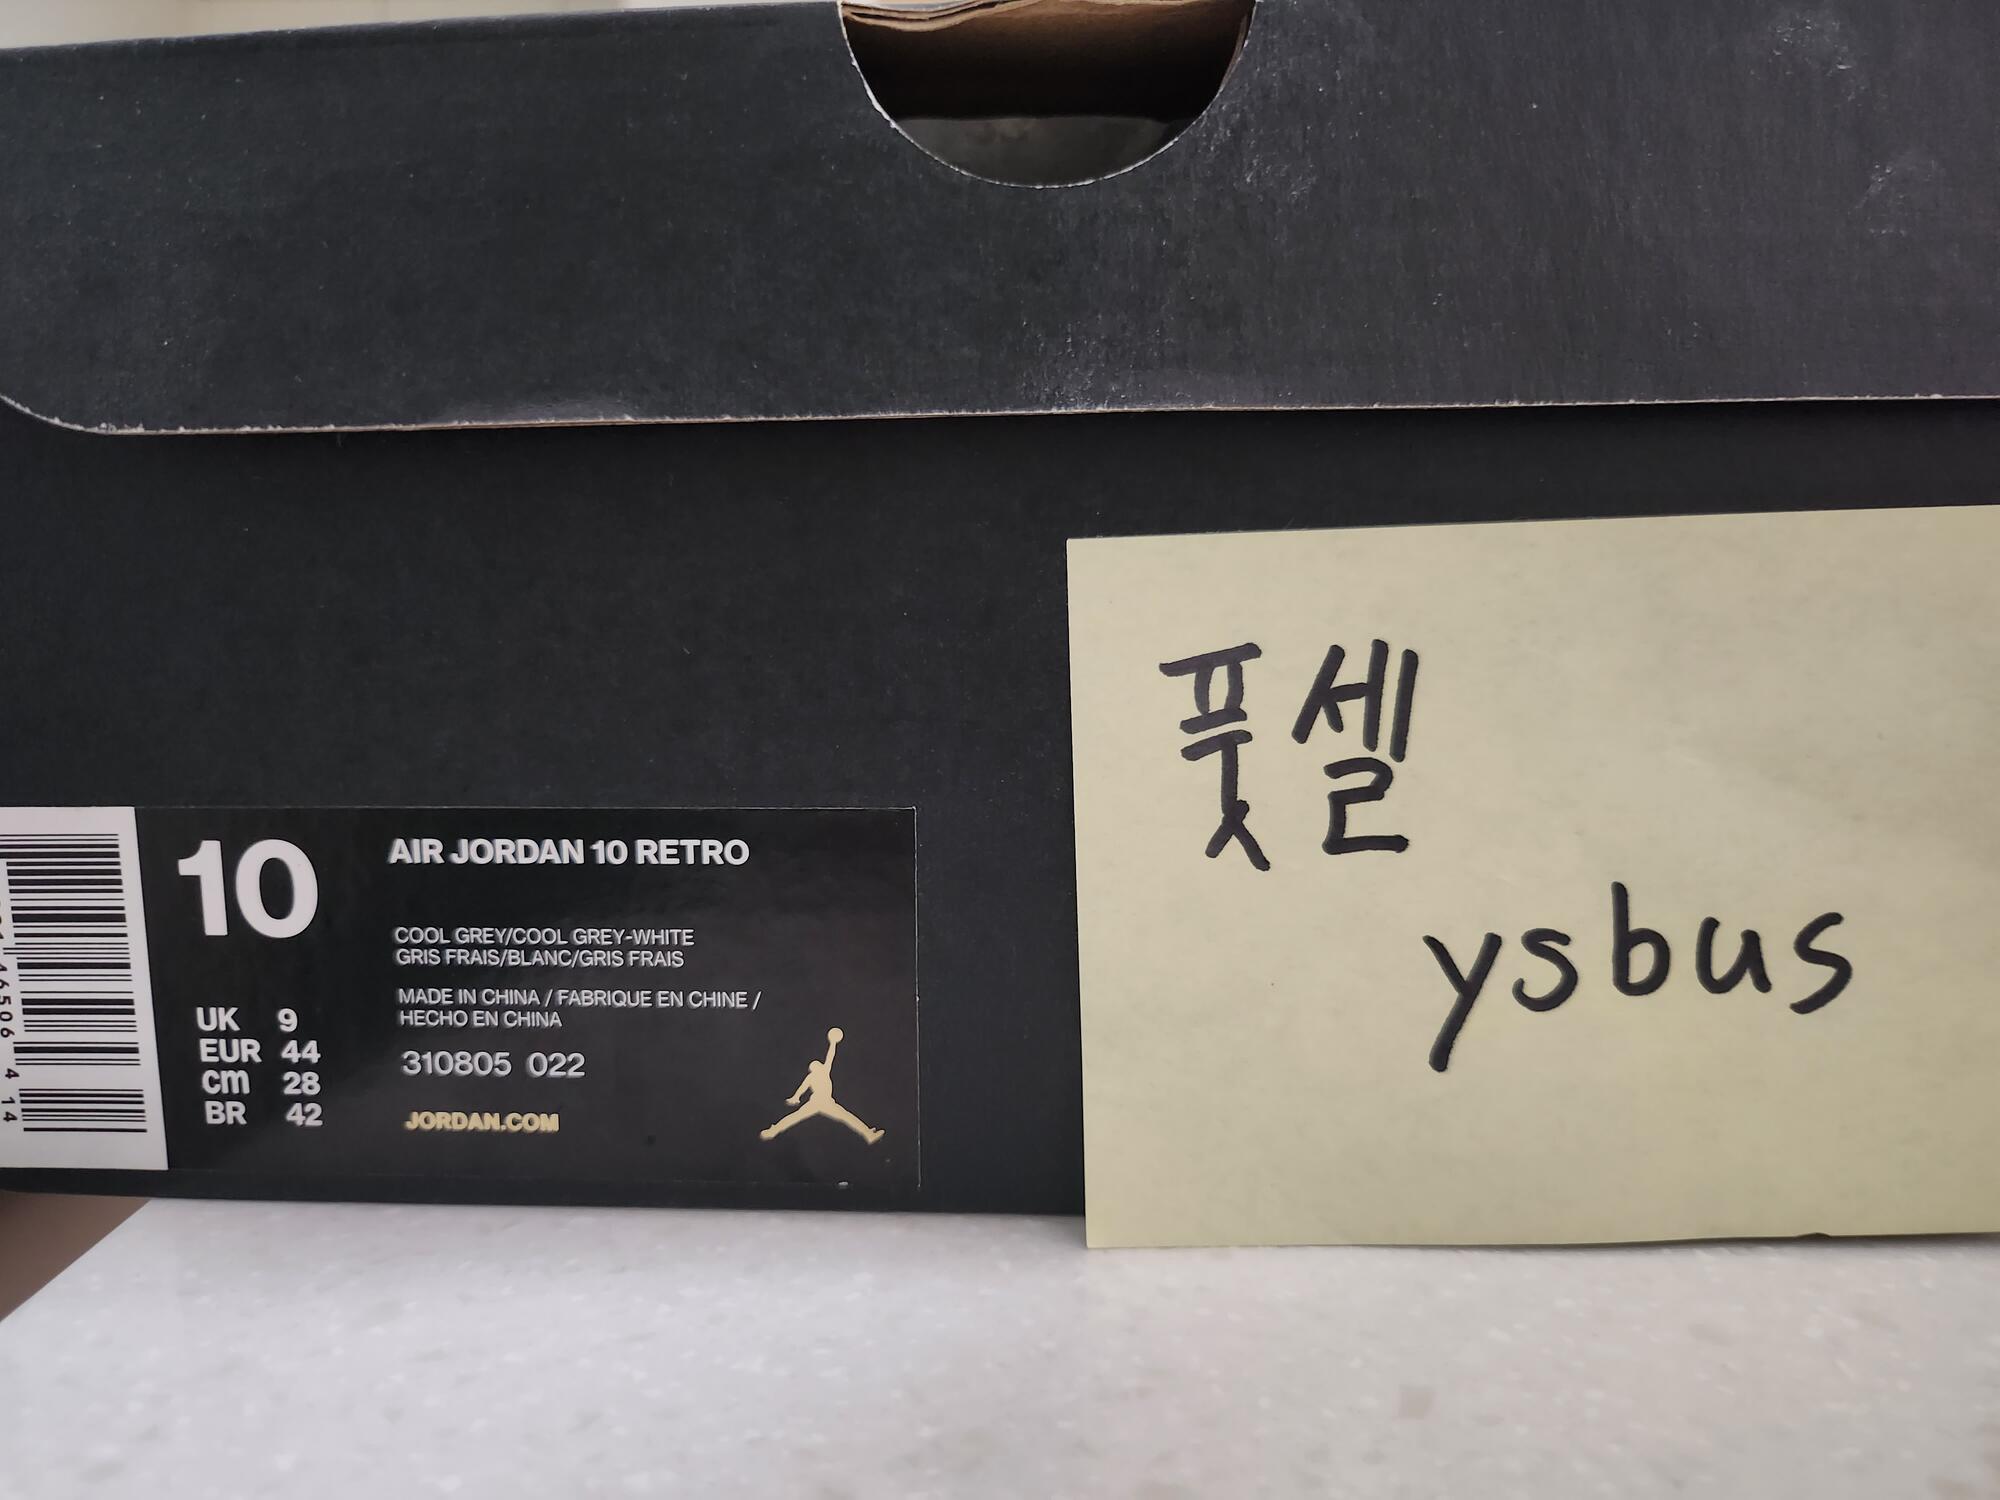 10
UK 9
EUR 44
cm 28
BR 42
AIR JORDAN 10 RETRO
COOL GREY/COOL GREY-WHITE
GRIS FRAIS/BLANC/GRIS FRAIS
MADE IN CHINA / FABRIQUE EN CHINE /
HECHO EN CHINA
310805 022
JORDAN.COM
풋셀
ysbus